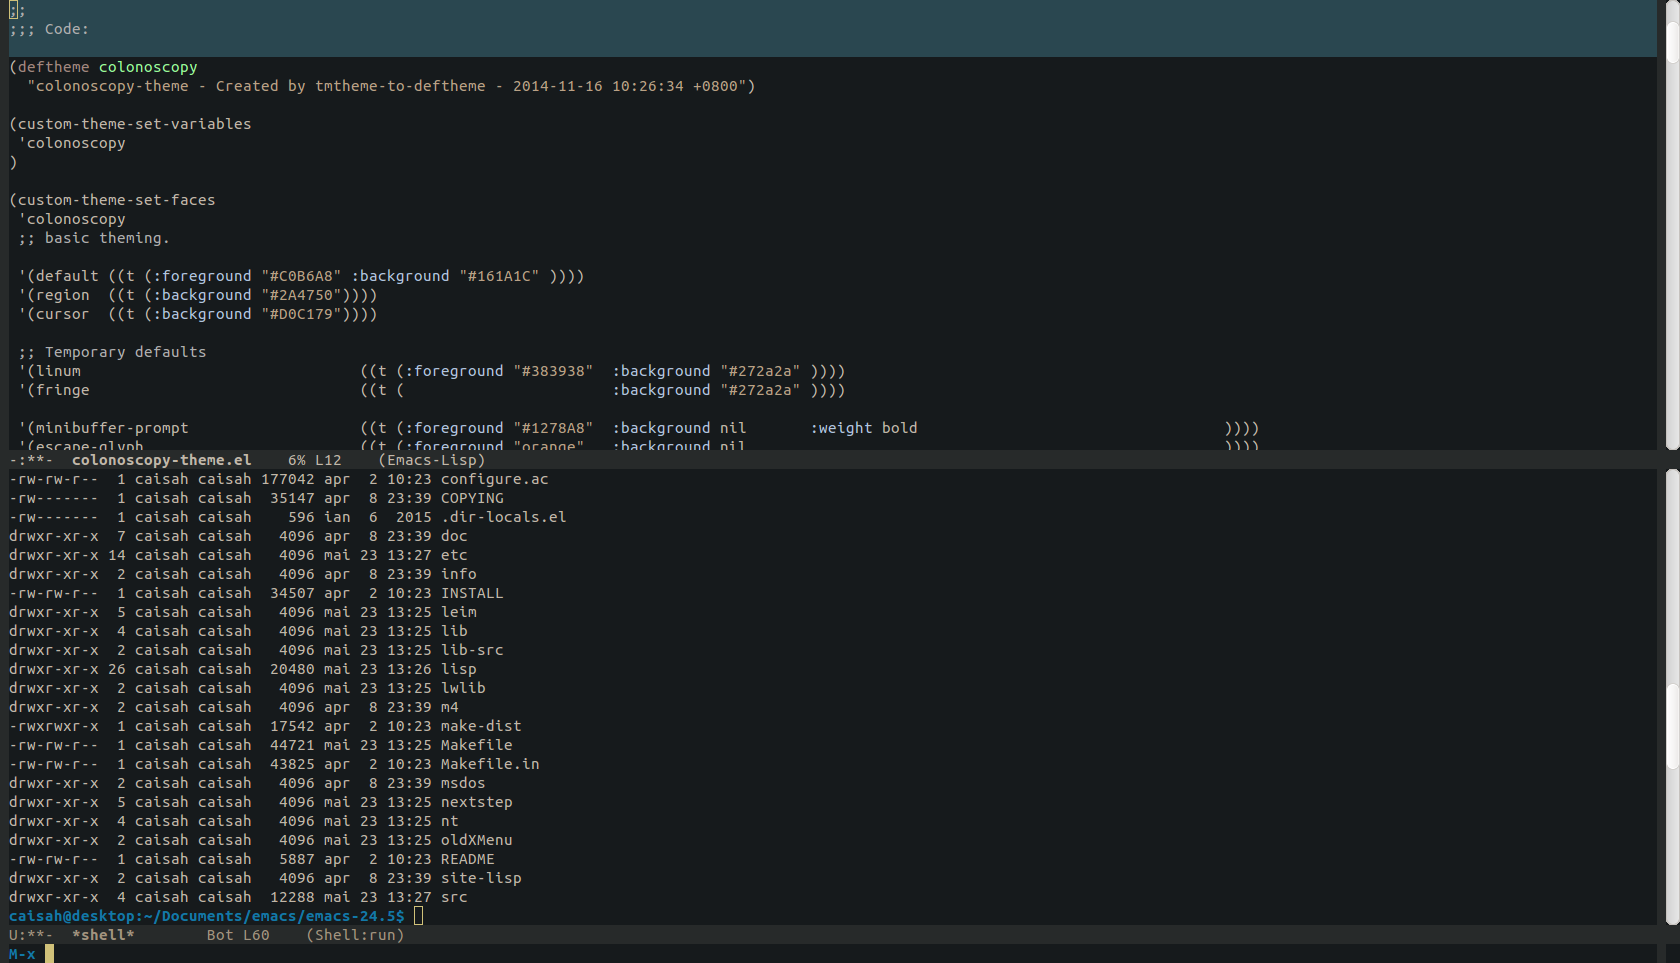 ;;
;;; Code:
(deftheme colonoscopy
  "colonoscopy-theme - Created by tmtheme-to-deftheme - 2014-11-16 10:26:34 +0800")
(custom-theme-set-variables
 'colonoscopy
)
(custom-theme-set-faces
 'colonoscopy
 ;; basic theming.
 '(default ((t (:foreground "#C0B6A8" :background "#161A1C" ))))
 '(region  ((t (:background "#2A4750"))))
 '(cursor  ((t (:background "#D0C179"))))
 ;; Temporary defaults
 '(linum                               ((t (:foreground "#383938"  :background "#272a2a" ))))
 '(fringe                              ((t (                       :background "#272a2a" ))))
 '(minibuffer-prompt                   ((t (:foreground "#1278A8"  :background nil       :weight bold                                  ))))
 '(escape-glyph                        ((t (:foreground "orange"   :background nil                                                     ))))
-:**-  colonoscopy-theme.el    6% L12    (Emacs-Lisp)
-rw-rw-r--  1 caisah caisah 177042 apr  2 10:23 configure.ac
-rw-------  1 caisah caisah  35147 apr  8 23:39 COPYING
-rw-------  1 caisah caisah    596 ian  6  2015 .dir-locals.el
drwxr-xr-x  7 caisah caisah   4096 apr  8 23:39 doc
drwxr-xr-x 14 caisah caisah   4096 mai 23 13:27 etc
drwxr-xr-x  2 caisah caisah   4096 apr  8 23:39 info
-rw-rw-r--  1 caisah caisah  34507 apr  2 10:23 INSTALL
drwxr-xr-x  5 caisah caisah   4096 mai 23 13:25 leim
drwxr-xr-x  4 caisah caisah   4096 mai 23 13:25 lib
drwxr-xr-x  2 caisah caisah   4096 mai 23 13:25 lib-src
drwxr-xr-x 26 caisah caisah  20480 mai 23 13:26 lisp
drwxr-xr-x  2 caisah caisah   4096 mai 23 13:25 lwlib
drwxr-xr-x  2 caisah caisah   4096 apr  8 23:39 m4
-rwxrwxr-x  1 caisah caisah  17542 apr  2 10:23 make-dist
-rw-rw-r--  1 caisah caisah  44721 mai 23 13:25 Makefile
-rw-rw-r--  1 caisah caisah  43825 apr  2 10:23 Makefile.in
drwxr-xr-x  2 caisah caisah   4096 apr  8 23:39 msdos
drwxr-xr-x  5 caisah caisah   4096 mai 23 13:25 nextstep
drwxr-xr-x  4 caisah caisah   4096 mai 23 13:25 nt
drwxr-xr-x  2 caisah caisah   4096 mai 23 13:25 oldXMenu
-rw-rw-r--  1 caisah caisah   5887 apr  2 10:23 README
drwxr-xr-x  2 caisah caisah   4096 apr  8 23:39 site-lisp
drwxr-xr-x  4 caisah caisah  12288 mai 23 13:27 src
caisah@desktop:~/Documents/emacs/emacs-24.5$
U:**-  *shell*        Bot L60    (Shell:run)
M-x